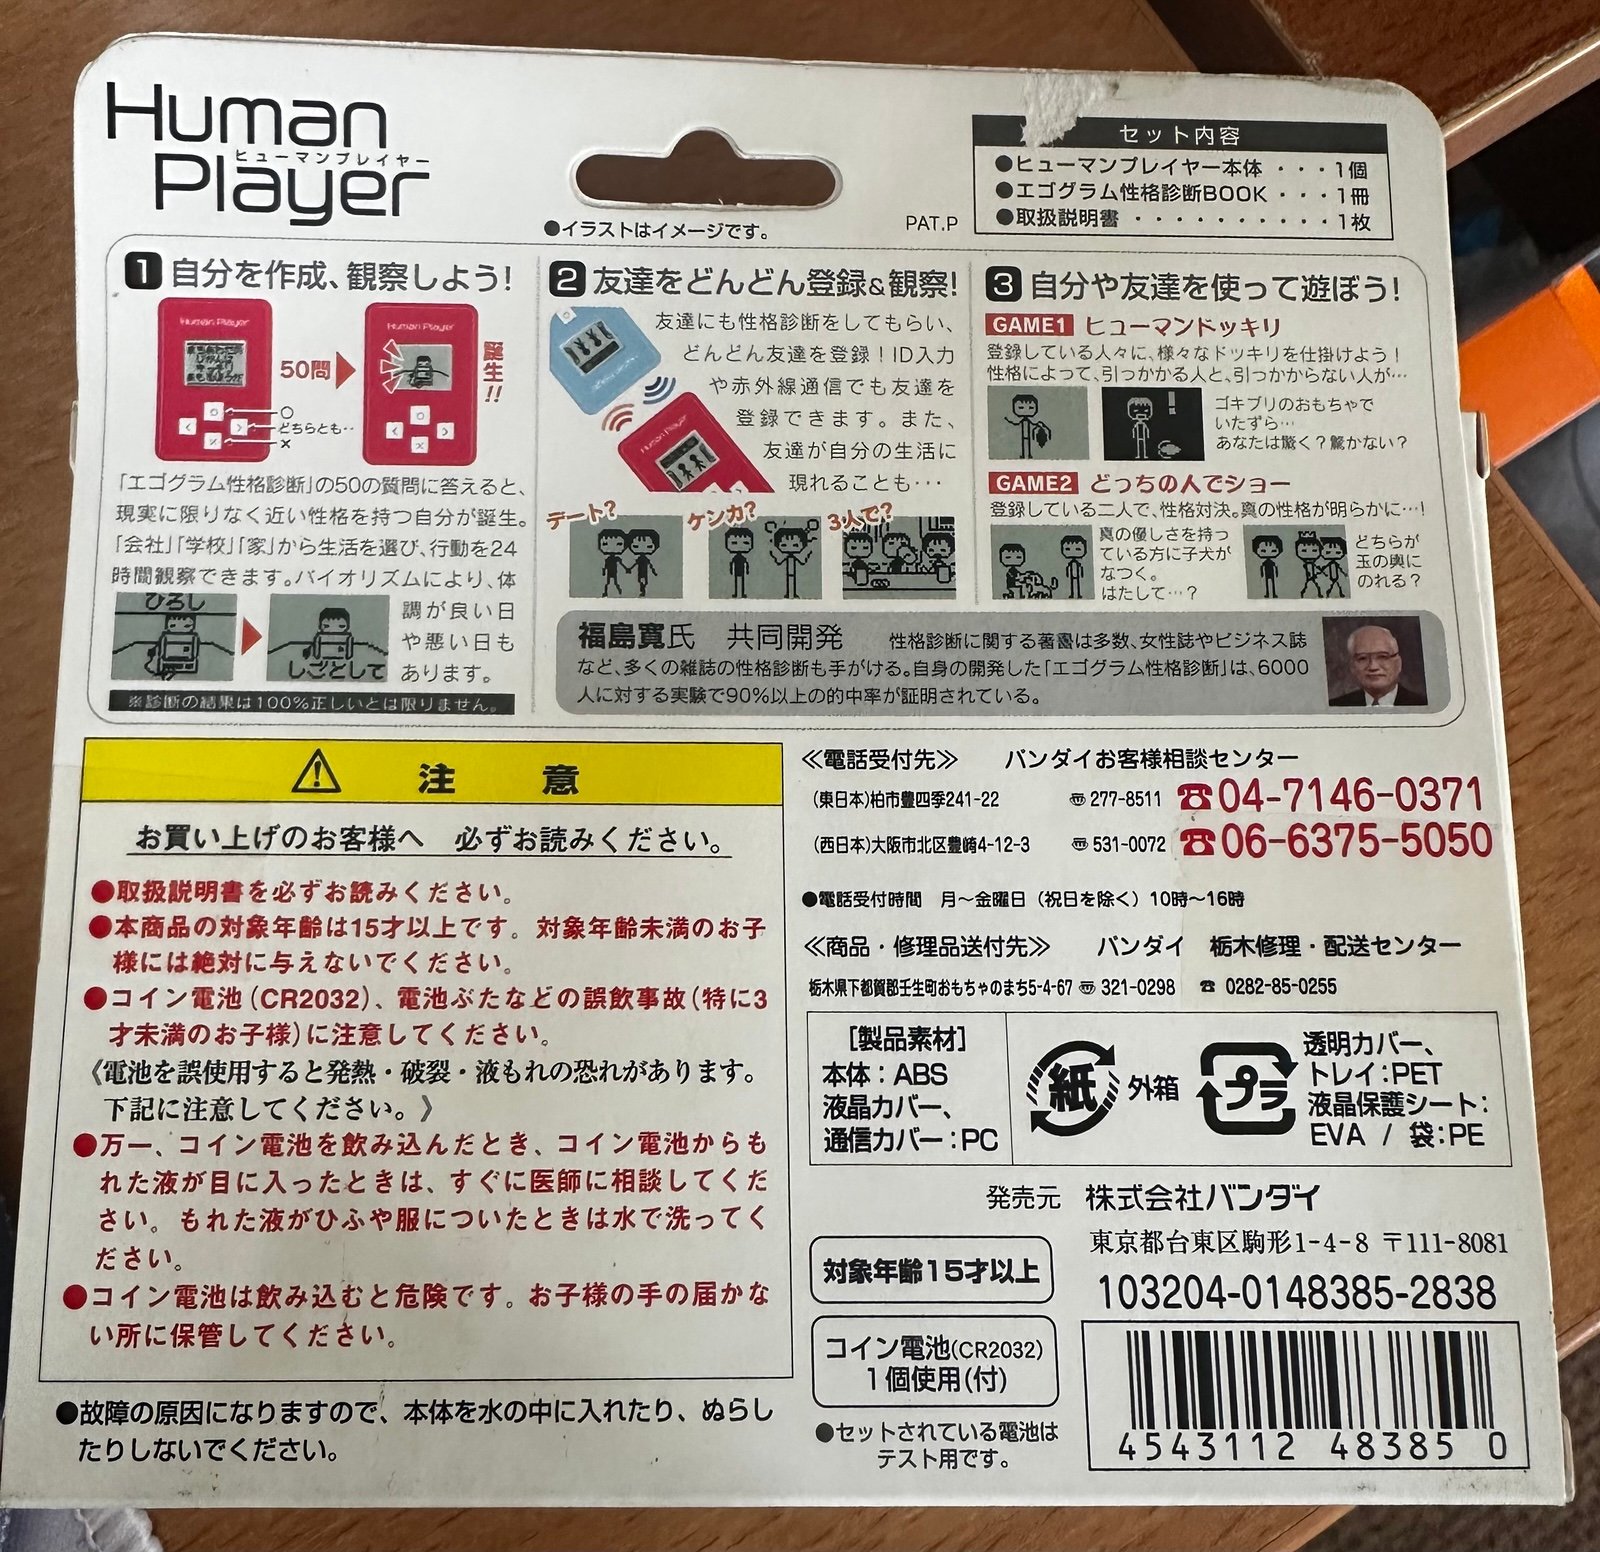 Human
Player
ヒューマンプレイヤー
●イラストはイメージです。
PAT.P
セット内容
●ヒューマンプレイヤー本体・・・1個
●エゴグラム性格診断BOOK・・・1冊
●取扱説明書・・・・・・・・・・1枚
1 自分を作成、観察しよう!
Human Player
Human Player
50問
誕生!!
○
どちらとも‥
×
「エゴグラム性格診断」の50の質問に答えると、
現実に限りなく近い性格を持つ自分が誕生。
「会社」「学校」「家」から生活を選び、行動を24
時間観察できます。バイオリズムにより、体
調が良い日
や悪い日も
あります。
ひろし
しごとして
※診断の結果は100%正しいとは限りません。
2 友達をどんどん登録&観察!
友達にも性格診断をしてもらい、
どんどん友達を登録!ID入力
や赤外線通信でも友達を
登録できます。また、
友達が自分の生活に
現れることも・・・
Human Player
デート?
ケンカ?
3人で?
3 自分や友達を使って遊ぼう!
GAME1 ヒューマンドッキリ
登録している人々に、様々なドッキリを仕掛けよう!
性格によって、引っかかる人と、引っかからない人が…
ゴキブリのおもちゃで
いたずら…
あなたは驚く?驚かない?
GAME2 どっちの人でショー
登録している二人で、性格対決。真の性格が明らかに…!
真の優しさを持っ
ている方に子犬が
なつく。
はたして…?
どちらが
玉の輿に
のれる?
福島寛氏 共同開発 性格診断に関する著書は多数、女性誌やビジネス誌
など、多くの雑誌の性格診断も手がける。自身の開発した「エゴグラム性格診断」は、6000
人に対する実験で90%以上の的中率が証明されている。
注意
お買い上げのお客様へ 必ずお読みください。
●取扱説明書を必ずお読みください。
●本商品の対象年齢は15才以上です。対象年齢未満のお子
様には絶対に与えないでください。
●コイン電池(CR2032)、電池ぶたなどの誤飲事故(特に3
才未満のお子様)に注意してください。
《電池を誤使用すると発熱・破裂・液もれの恐れがあります。
下記に注意してください。》
●万一、コイン電池を飲み込んだとき、コイン電池からも
れた液が目に入ったときは、すぐに医師に相談してくだ
さい。もれた液がひふや服についたときは水で洗ってく
ださい。
●コイン電池は飲み込むと危険です。お子様の手の届かな
い所に保管してください。
●故障の原因になりますので、本体を水の中に入れたり、ぬらし
たりしないでください。
≪電話受付先≫ バンダイお客様相談センター
(東日本)柏市豊四季241-22 〠277-8511 ☎04-7146-0371
(西日本)大阪市北区豊崎4-12-3 〠531-0072 ☎06-6375-5050
●電話受付時間 月～金曜日(祝日を除く)10時～16時
≪商品・修理品送付先≫ バンダイ 栃木修理・配送センター
栃木県下都賀郡壬生町おもちゃのまち5-4-67 〠321-0298 ☎ 0282-85-0255
[製品素材]
本体:ABS
液晶カバー、
通信カバー:PC
紙
外箱
プラ
透明カバー、
トレイ:PET
液晶保護シート:
EVA / 袋:PE
発売元 株式会社バンダイ
東京都台東区駒形1-4-8 〒111-8081
103204-0148385-2838
対象年齢15才以上
コイン電池(CR2032)
1個使用(付)
●セットされている電池は
テスト用です。
4543112 48385 0